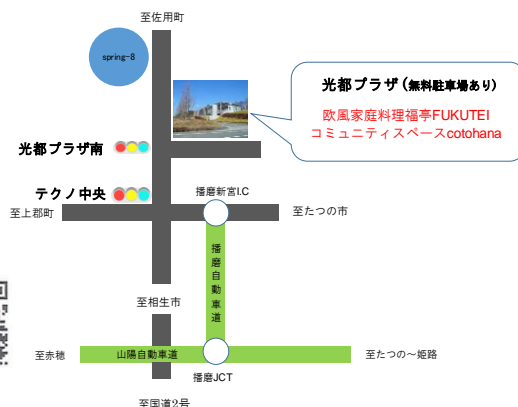 至佐用町
spring-8
光都プラザ (無料駐車場あり)
欧風家庭料理福亭FUKUTEI
コミュニティスペースcotohana
光都プラザ南
テクノ中央
播磨新宮I.C
至上郡町
至たつの市
播磨自動車道
至相生市
至赤穂
山陽自動車道
至たつの～姫路
播磨JCT
至国道2号